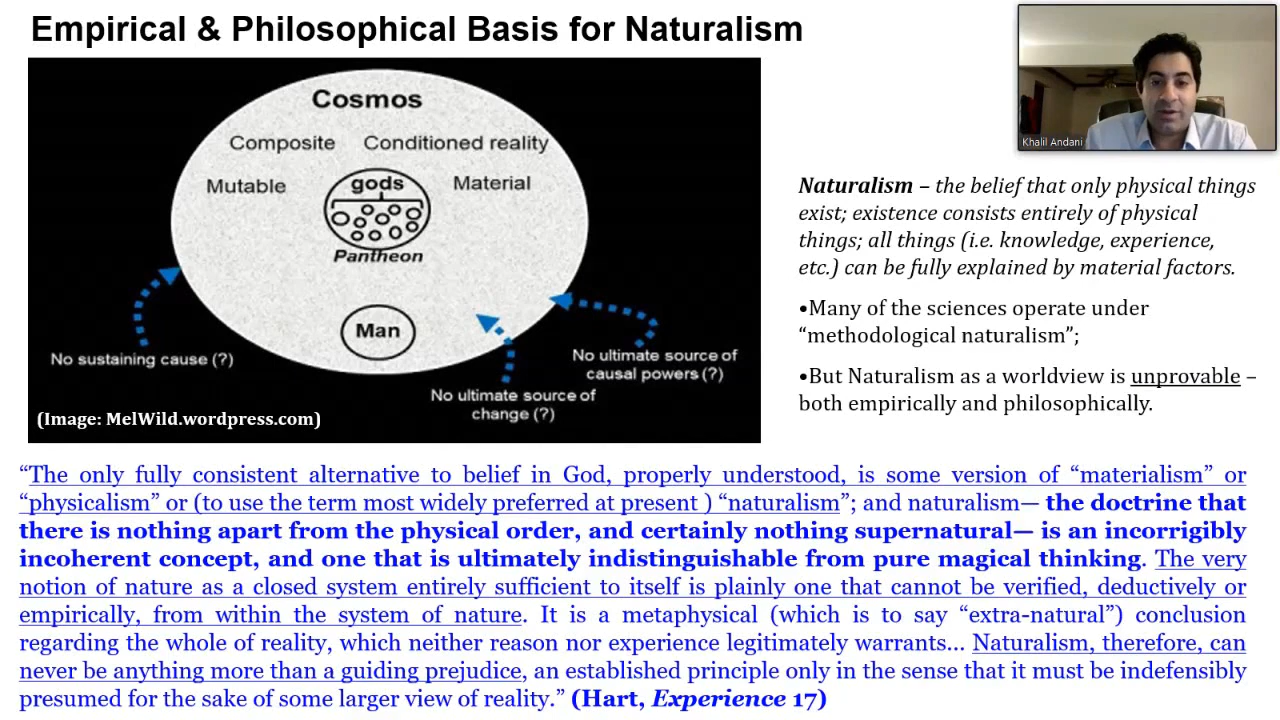 Empirical & Philosophical Basis for Naturalism
Cosmos
Composite Conditioned reality
Mutable gods Material
Pantheon
Man
No sustaining cause (?)
No ultimate source of
change (?)
No ultimate source of
causal powers (?)
(Image: MelWild.wordpress.com)
Khalil Andani
Naturalism – the belief that only physical things
exist; existence consists entirely of physical
things; all things (i.e. knowledge, experience,
etc.) can be fully explained by material factors.
•Many of the sciences operate under
“methodological naturalism”;
•But Naturalism as a worldview is unprovable –
both empirically and philosophically.
“The only fully consistent alternative to belief in God, properly understood, is some version of “materialism” or
“physicalism” or (to use the term most widely preferred at present ) “naturalism”; and naturalism— the doctrine that
there is nothing apart from the physical order, and certainly nothing supernatural— is an incorrigibly
incoherent concept, and one that is ultimately indistinguishable from pure magical thinking. The very
notion of nature as a closed system entirely sufficient to itself is plainly one that cannot be verified, deductively or
empirically, from within the system of nature. It is a metaphysical (which is to say “extra-natural”) conclusion
regarding the whole of reality, which neither reason nor experience legitimately warrants... Naturalism, therefore, can
never be anything more than a guiding prejudice, an established principle only in the sense that it must be indefensibly
presumed for the sake of some larger view of reality.” (Hart, Experience 17)